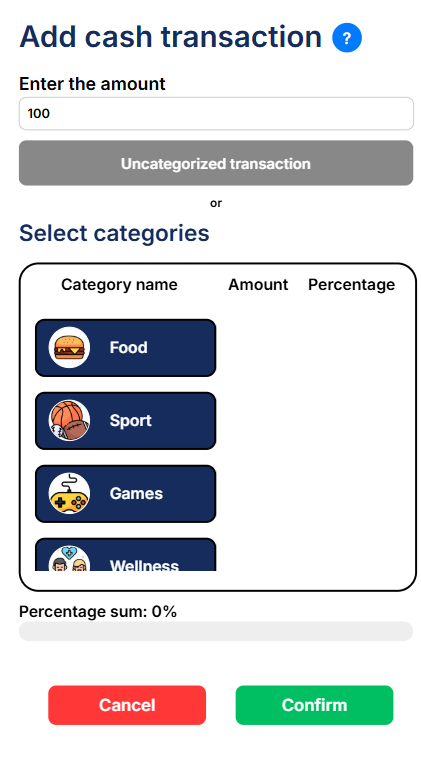 Add cash transaction ?
Enter the amount
100
Uncategorized transaction
or
Select categories
Category name Amount Percentage
Food
Sport
Games
Wellness
Percentage sum: 0%
Cancel Confirm